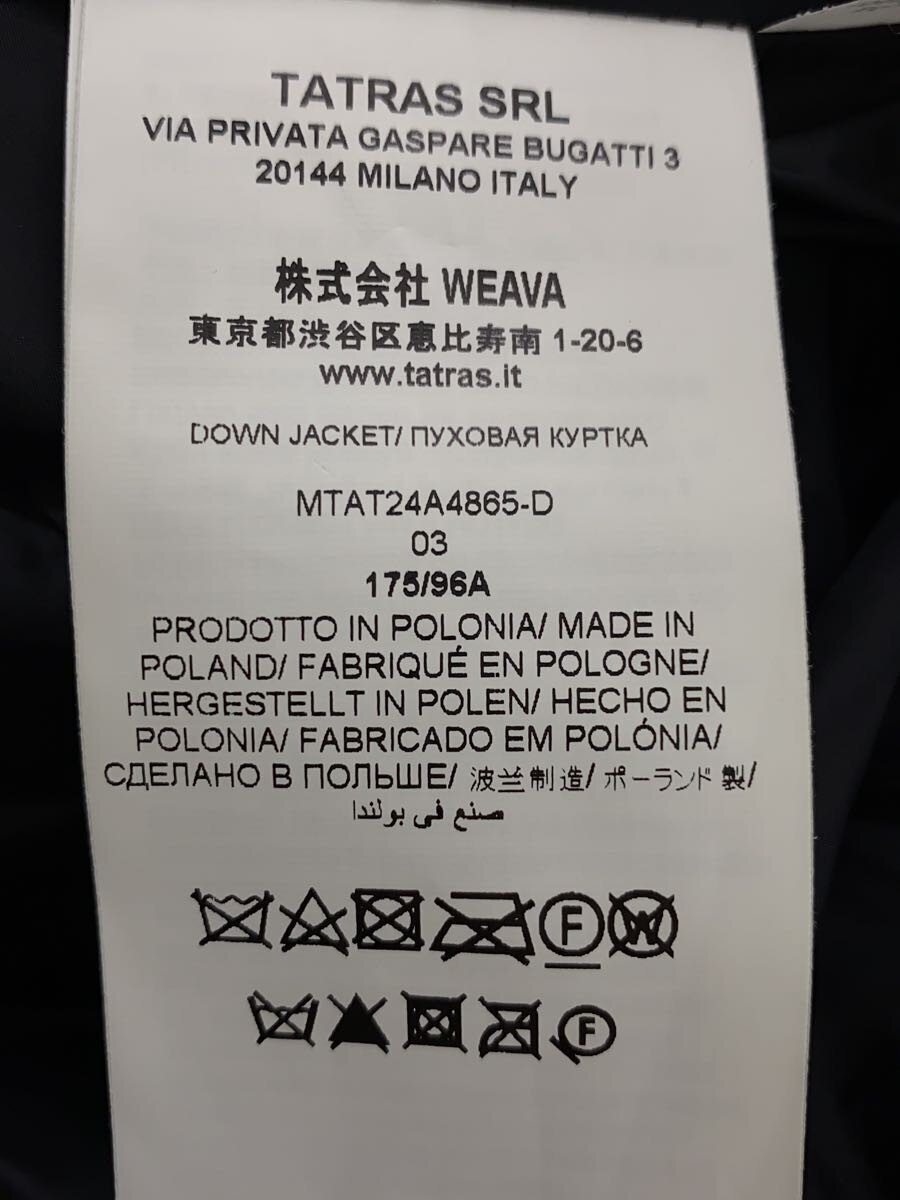 TATRAS SRL
VIA PRIVATA GASPARE BUGATTI 3
20144 MILANO ITALY
株式会社 WEAVA
東京都渋谷区恵比寿南 1-20-6
www.tatras.it
DOWN JACKET/ ПУХОВАЯ КУРТКА
MTAT24A4865-D
03
175/96A
PRODOTTO IN POLONIA/ MADE IN
POLAND/ FABRIQUÉ EN POLOGNE/
HERGESTELLT IN POLEN/ HECHO EN
POLONIA/ FABRICADO EM POLÓNIA/
СДЕЛАНО В ПОЛЬШЕ/ 波兰制造/ ポーランド製/
صنع في بولندا
F W
F